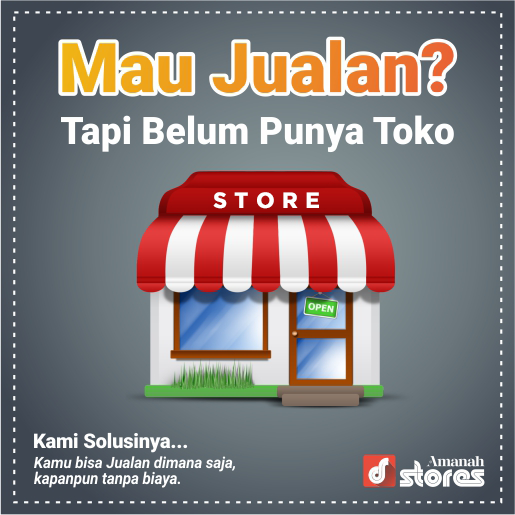 Mau Jualan?
Tapi Belum Punya Toko
STORE
OPEN
Kami Solusinya...
Kamu bisa Jualan dimana saja,
kapanpun tanpa biaya.
Amanah
stores